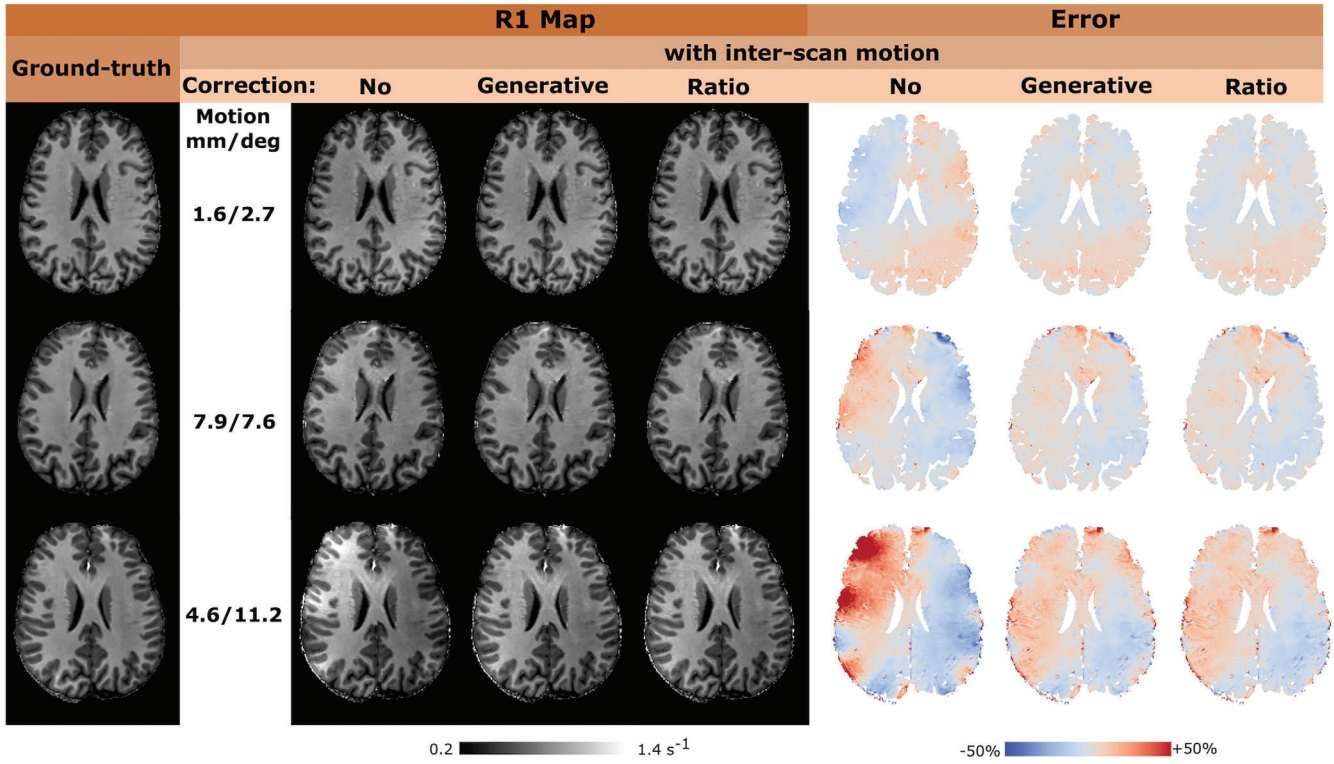 R1 Map Error
Ground-truth with inter-scan motion
Correction: No Generative Ratio No Generative Ratio
Motion
mm/deg
1.6/2.7
7.9/7.6
4.6/11.2
0.2 1.4 s⁻¹ -50% +50%